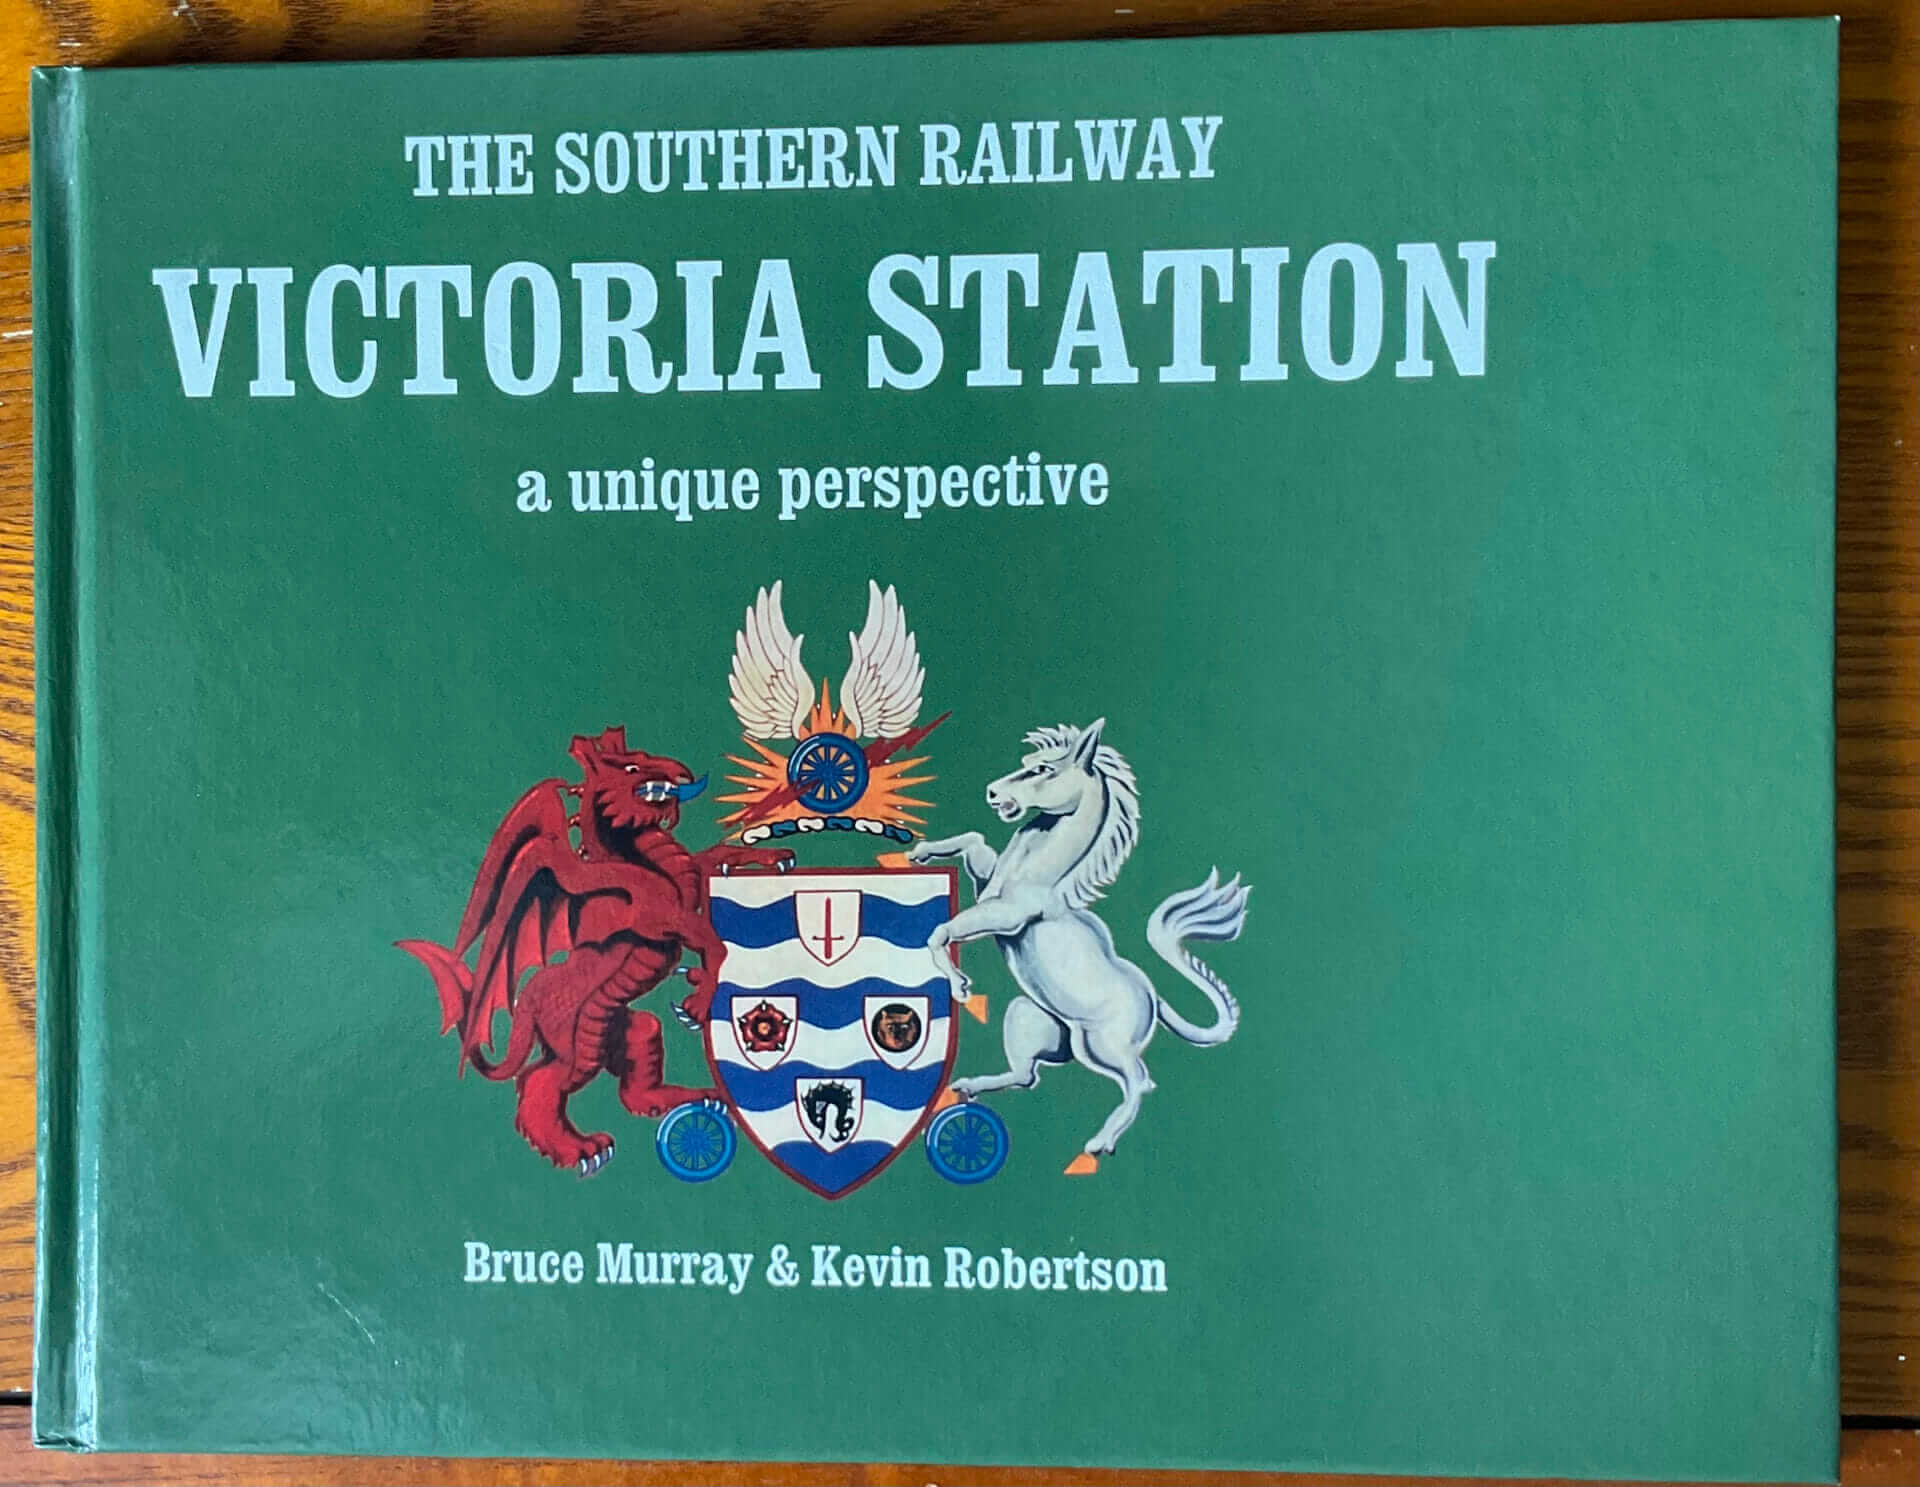 THE SOUTHERN RAILWAY
VICTORIA STATION
a unique perspective
Bruce Murray & Kevin Robertson